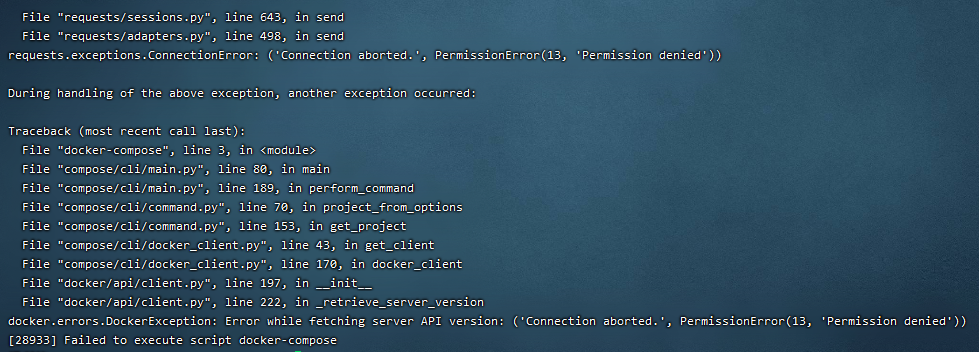 File "requests/sessions.py", line 643, in send
File "requests/adapters.py", line 498, in send
requests.exceptions.ConnectionError: ('Connection aborted.', PermissionError(13, 'Permission denied'))
During handling of the above exception, another exception occurred:
Traceback (most recent call last):
File "docker-compose", line 3, in <module>
File "compose/cli/main.py", line 80, in main
File "compose/cli/main.py", line 189, in perform_command
File "compose/cli/command.py", line 70, in project_from_options
File "compose/cli/command.py", line 153, in get_project
File "compose/cli/docker_client.py", line 43, in get_client
File "compose/cli/docker_client.py", line 170, in docker_client
File "docker/api/client.py", line 197, in __init__
File "docker/api/client.py", line 222, in _retrieve_server_version
docker.errors.DockerException: Error while fetching server API version: ('Connection aborted.', PermissionError(13, 'Permission denied'))
[28933] Failed to execute script docker-compose